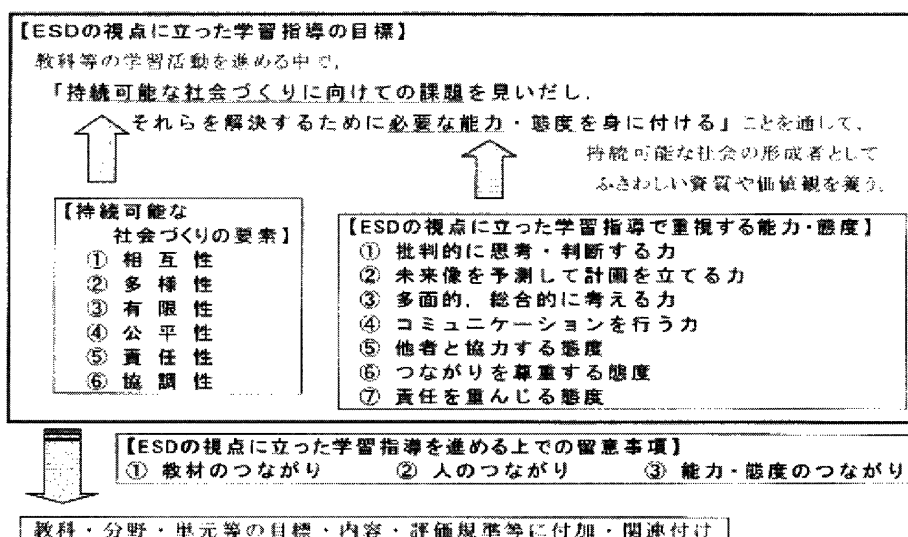 【ESDの視点に立った学習指導の目標】
教科等の学習活動を進める中で、
「持続可能な社会づくりに向けての課題を見いだし、
それらを解決するために必要な能力・態度を身に付ける」ことを通して、
持続可能な社会の形成者として
ふさわしい資質や価値観を養う。
【持続可能な
社会づくりの要素】
① 相互性
② 多様性
③ 有限性
④ 公平性
⑤ 責任性
⑥ 協調性
【ESDの視点に立った学習指導で重視する能力・態度】
① 批判的に思考・判断する力
② 未来像を予測して計画を立てる力
③ 多面的，総合的に考える力
④ コミュニケーションを行う力
⑤ 他者と協力する態度
⑥ つながりを尊重する態度
⑦ 責任を重んじる態度
【ESDの視点に立った学習指導を進める上での留意事項】
① 教材のつながり ② 人のつながり ③ 能力・態度のつながり
教科・分野・単元等の目標・内容・評価規準等に付加・関連付け